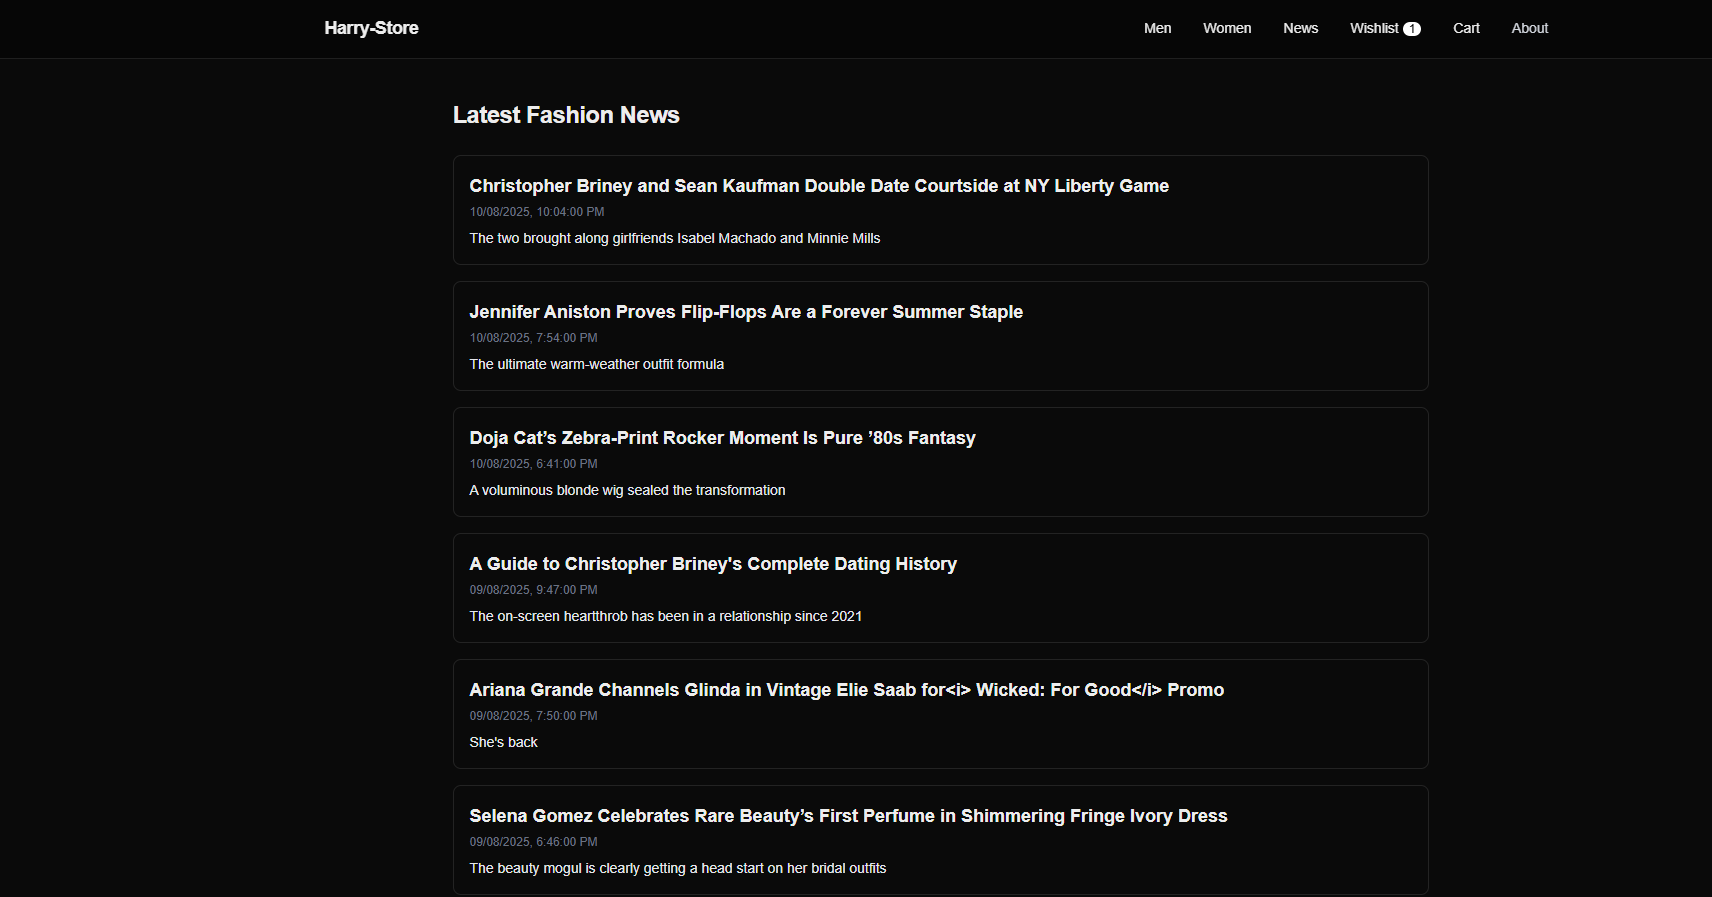 Harry-Store
Men Women News Wishlist 1 Cart About
Latest Fashion News
Christopher Briney and Sean Kaufman Double Date Courtside at NY Liberty Game
10/08/2025, 10:04:00 PM
The two brought along girlfriends Isabel Machado and Minnie Mills
Jennifer Aniston Proves Flip-Flops Are a Forever Summer Staple
10/08/2025, 7:54:00 PM
The ultimate warm-weather outfit formula
Doja Cat’s Zebra-Print Rocker Moment Is Pure ’80s Fantasy
10/08/2025, 6:41:00 PM
A voluminous blonde wig sealed the transformation
A Guide to Christopher Briney's Complete Dating History
09/08/2025, 9:47:00 PM
The on-screen heartthrob has been in a relationship since 2021
Ariana Grande Channels Glinda in Vintage Elie Saab for<i> Wicked: For Good</i> Promo
09/08/2025, 7:50:00 PM
She's back
Selena Gomez Celebrates Rare Beauty’s First Perfume in Shimmering Fringe Ivory Dress
09/08/2025, 6:46:00 PM
The beauty mogul is clearly getting a head start on her bridal outfits